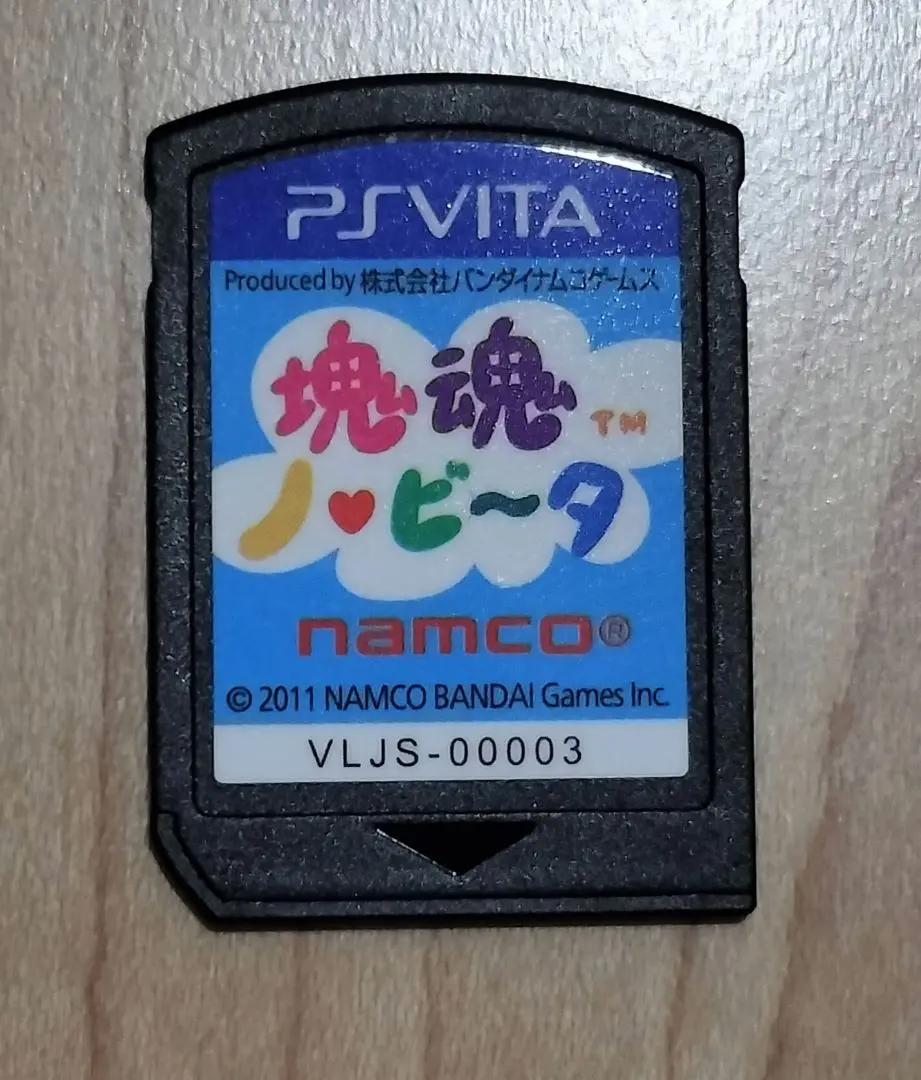 PSVITA
Produced by 株式会社バンダイナムコゲームス
塊魂™
ノ♥ビ〜タ
namco®
© 2011 NAMCO BANDAI Games Inc.
VLJS-00003